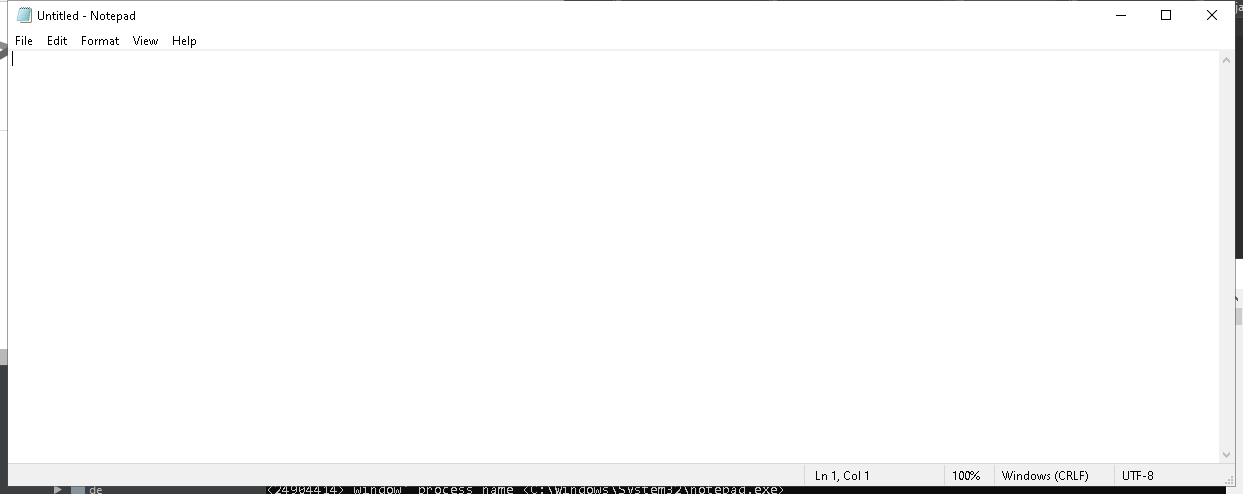 Untitled - Notepad
File Edit Format View Help
Ln 1, Col 1 100% Windows (CRLF) UTF-8
de <24904414> window' process name <C:\Windows\System32\notepad.exe>